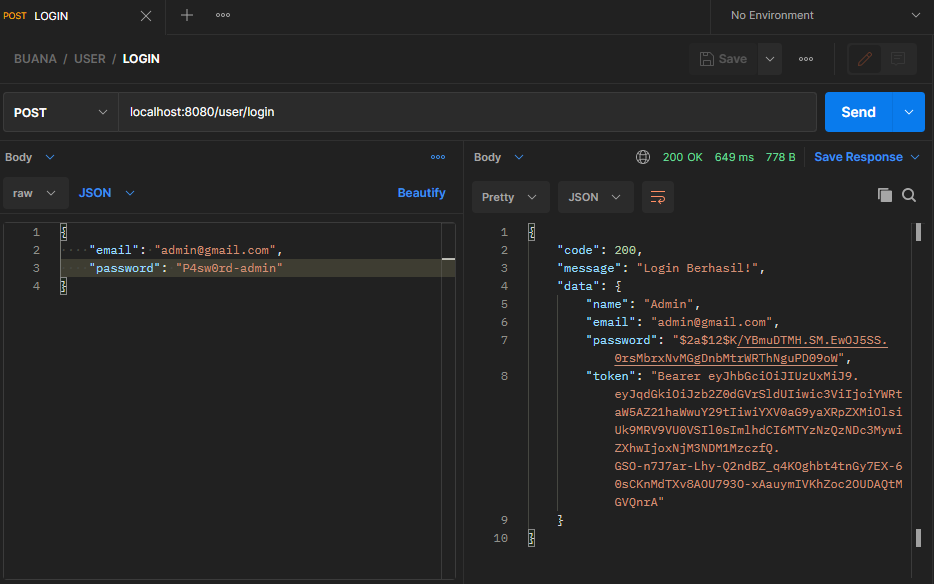 POST LOGIN
No Environment
BUANA / USER / LOGIN
Save
POST
localhost:8080/user/login
Send
Body
raw
JSON
Beautify
1 {
2 "email": "admin@gmail.com",
3 "password": "P4sw0rd-admin"
4 }
Body
200 OK 649 ms 778 B Save Response
Pretty
JSON
1 {
2 "code": 200,
3 "message": "Login Berhasil!",
4 "data": {
5 "name": "Admin",
6 "email": "admin@gmail.com",
7 "password": "$2a$12$K/YBmuDTMH.SM.EwOJ5SS.
0rsMbrxNvMGgDnbMtrWRThNguPD09oW",
8 "token": "Bearer eyJhbGciOiJIUzUxMiJ9.
eyJqdGkiOiJzb2Z0dGVrSldUIiwic3ViIjoiYWRt
aW5AZ21haWwuY29tIiwiYXV0aG9yaXRpZXMiOlsi
Uk9MRV9VU0VSIl0sImlhdCI6MTYzNzQzNDc3Mywi
ZXhwIjoxNjM3NDM1MzczfQ.
GSO-n7J7ar-Lhy-Q2ndBZ_q4KOghbt4tnGy7EX-6
0sCKnMdTXv8AOU793O-xAauymIVKhZoc2OUDAQtM
GVQnrA"
9 }
10 }